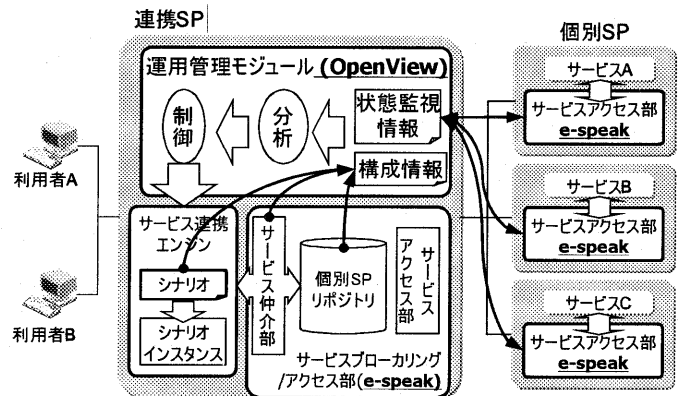 連携SP
個別SP
運用管理モジュール (OpenView)
制御
分析
状態監視
情報
構成情報
利用者A
利用者B
サービス連携
エンジン
シナリオ
シナリオ
インスタンス
サービス仲介部
個別SP
リポジトリ
サービス
アクセス部
サービスブローカリング
/アクセス部(e-speak)
サービスA
サービスアクセス部
e-speak
サービスB
サービスアクセス部
e-speak
サービスC
サービスアクセス部
e-speak